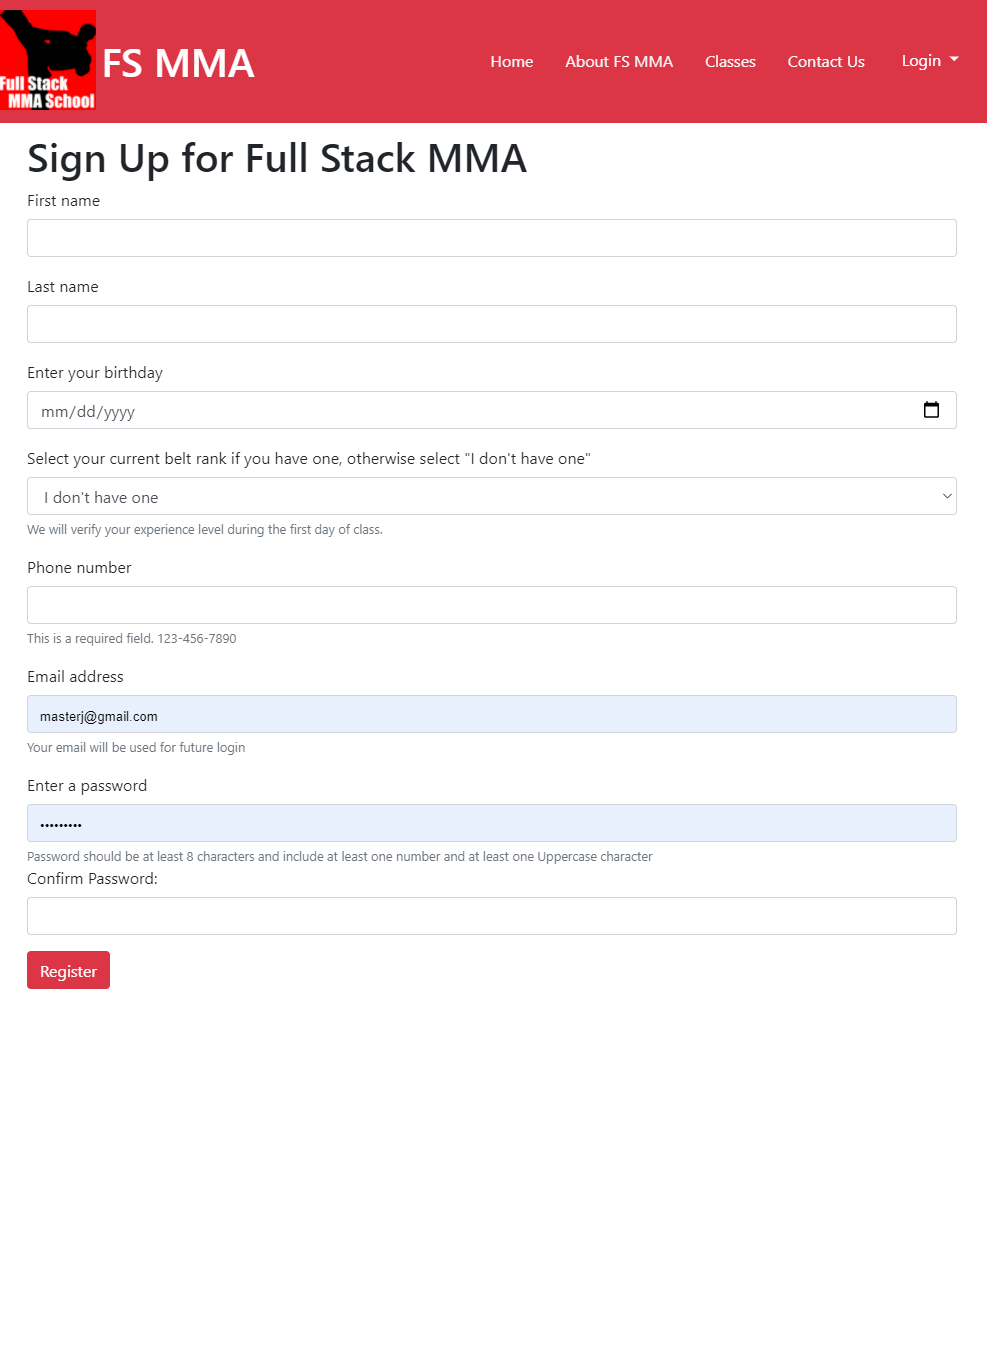 Full Stack
MMA School
FS MMA
Home
About FS MMA
Classes
Contact Us
Login
Sign Up for Full Stack MMA
First name
Last name
Enter your birthday
mm/dd/yyyy
Select your current belt rank if you have one, otherwise select "I don't have one"
I don't have one
We will verify your experience level during the first day of class.
Phone number
This is a required field. 123-456-7890
Email address
masterj@gmail.com
Your email will be used for future login
Enter a password
•••••••••
Password should be at least 8 characters and include at least one number and at least one Uppercase character
Confirm Password:
Register